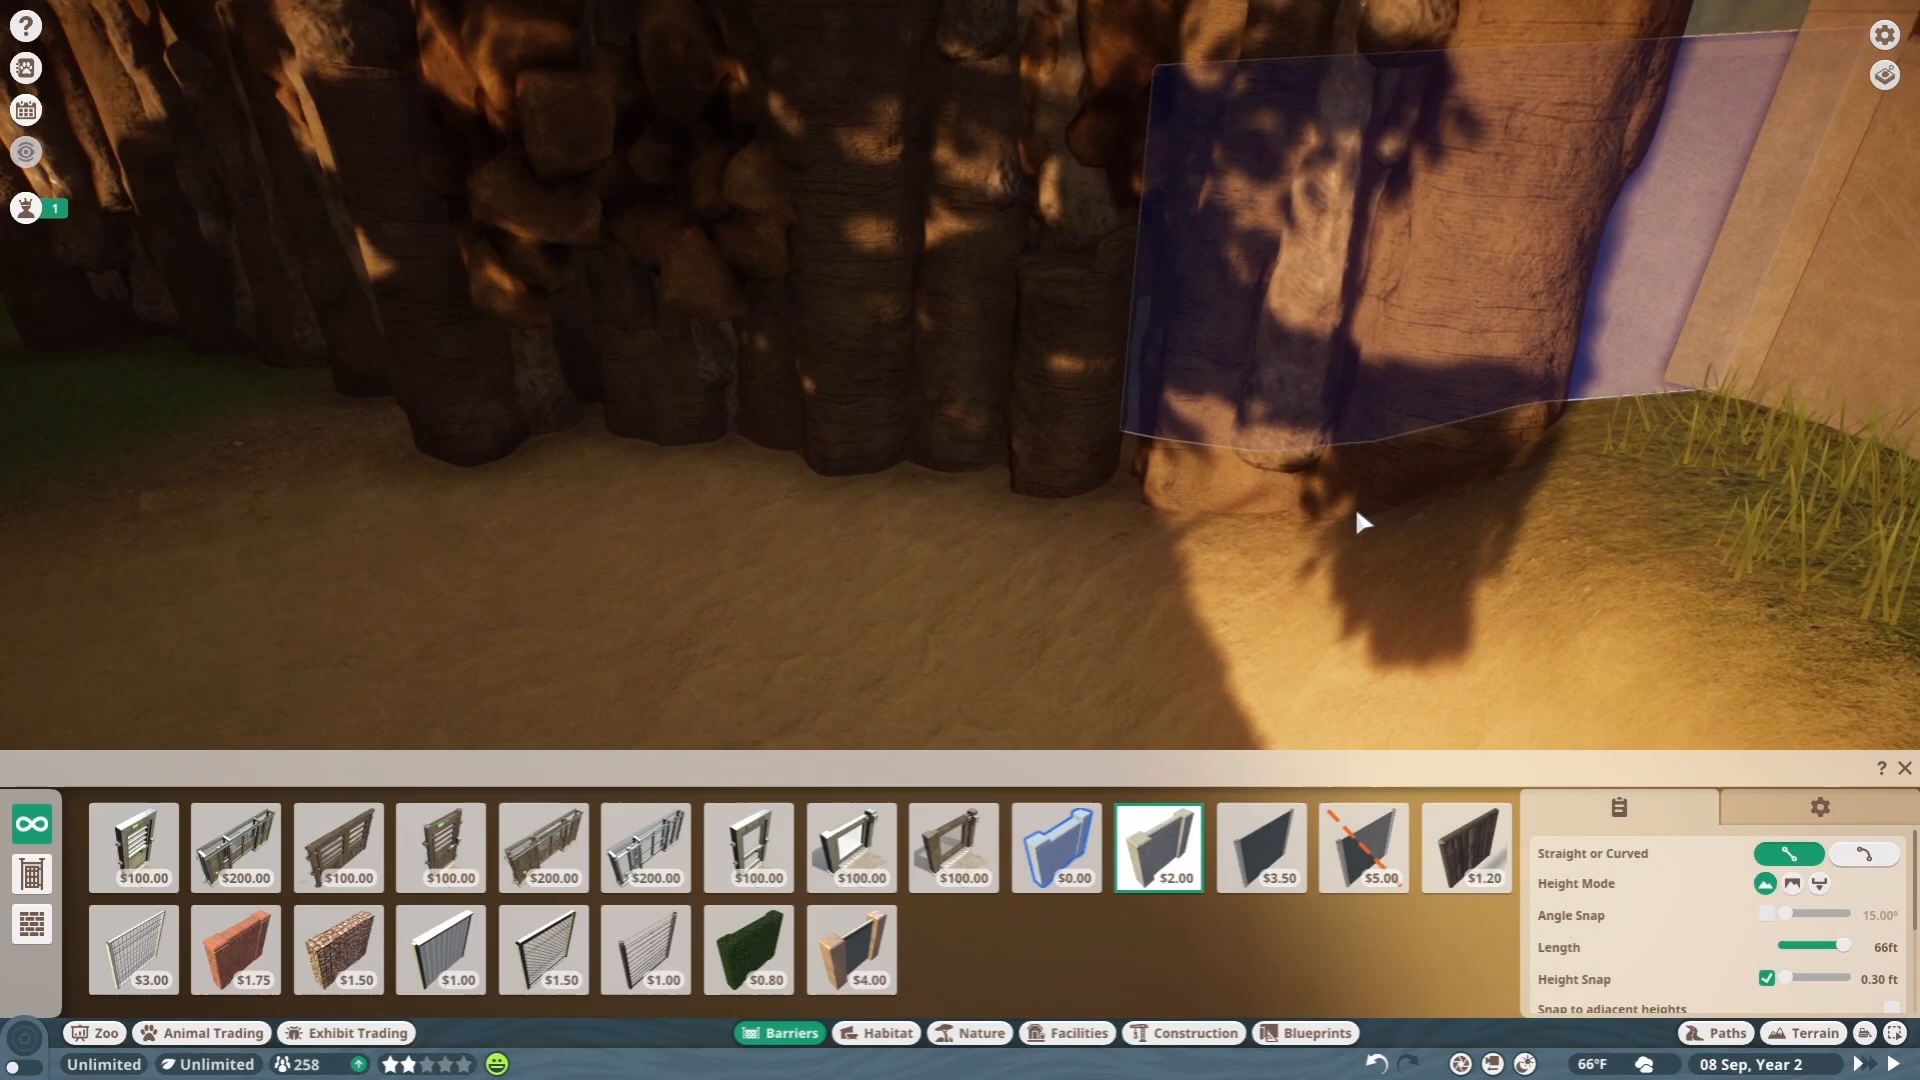 ?
1
? 
$100.00 $200.00 $100.00 $100.00 $200.00 $200.00 $100.00 $100.00 $100.00 $0.00 $2.00 $3.50 $5.00 $1.20
$3.00 $1.75 $1.50 $1.00 $1.50 $1.00 $0.80 $4.00
Straight or Curved
Height Mode
Angle Snap 15.00°
Length 66ft
Height Snap 0.30 ft
Snap to adjacent heights
Zoo Animal Trading Exhibit Trading Barriers Habitat Nature Facilities Construction Blueprints Paths Terrain
Unlimited Unlimited 258 66°F 08 Sep, Year 2